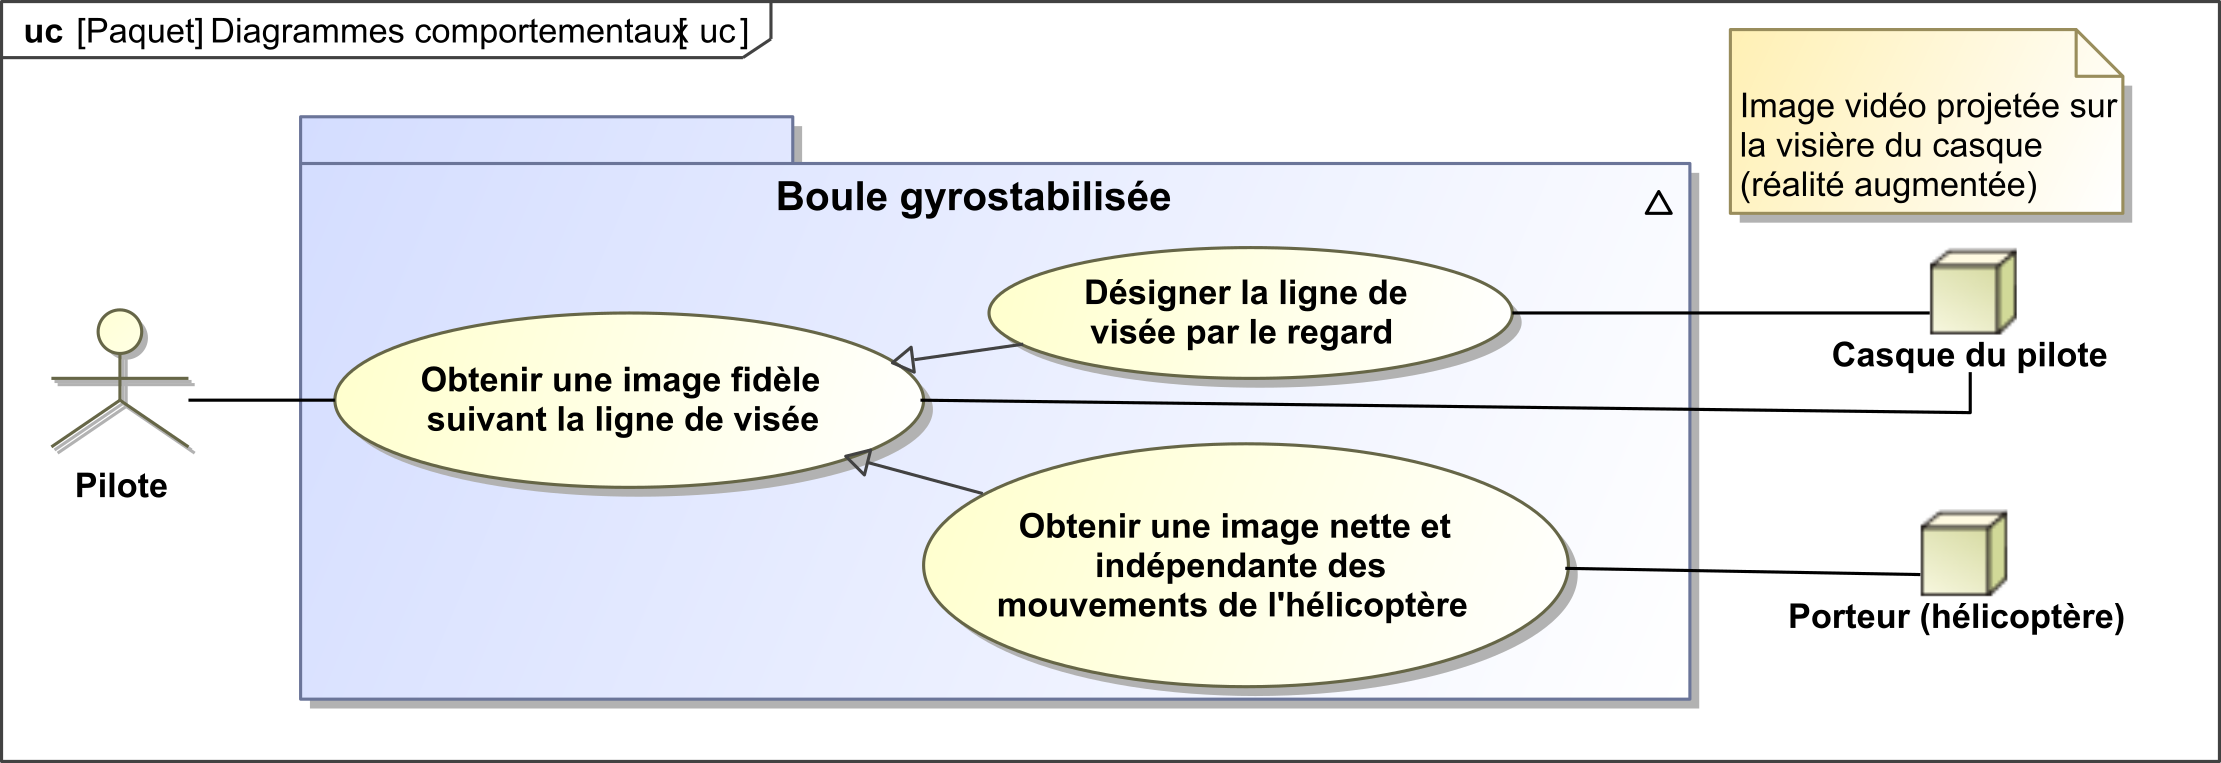 uc [Paquet] Diagrammes comportementaux[ uc]
Image vidéo projetée sur
la visière du casque
(réalité augmentée)
Boule gyrostabilisée
Désigner la ligne de
visée par le regard
Casque du pilote
Obtenir une image fidèle
suivant la ligne de visée
Pilote
Obtenir une image nette et
indépendante des
mouvements de l'hélicoptère
Porteur (hélicoptère)